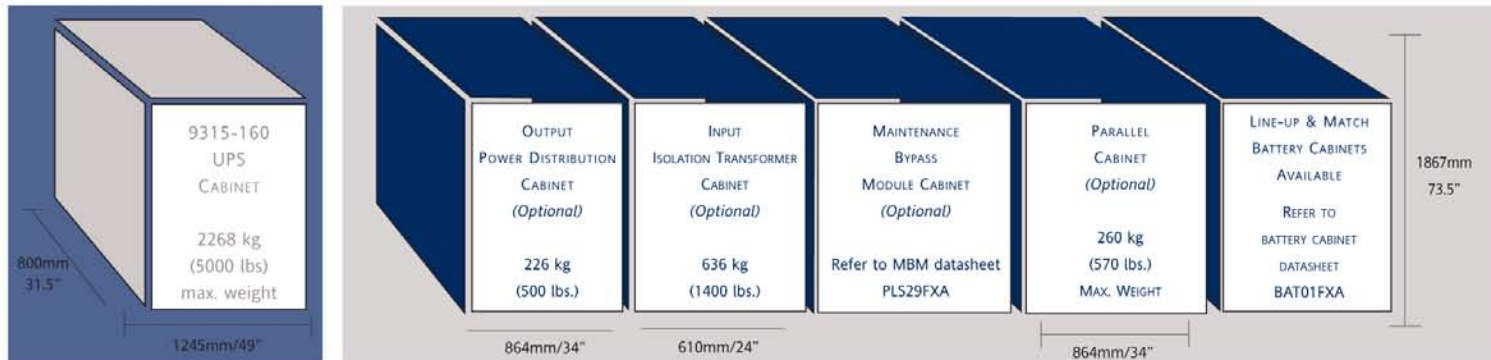 9315-160
UPS
CABINET
2268 kg
(5000 lbs)
max. weight
800mm
31.5"
1245mm/49"
OUTPUT
POWER DISTRIBUTION
CABINET
(Optional)
226 kg
(500 lbs.)
864mm/34"
INPUT
ISOLATION TRANSFORMER
CABINET
(Optional)
636 kg
(1400 lbs.)
610mm/24"
MAINTENANCE
BYPASS
MODULE CABINET
(Optional)
Refer to MBM datasheet
PLS29FXA
PARALLEL
CABINET
(Optional)
260 kg
(570 lbs.)
MAX. WEIGHT
864mm/34"
LINE-UP & MATCH
BATTERY CABINETS
AVAILABLE
REFER TO
BATTERY CABINET
DATASHEET
BAT01FXA
1867mm
73.5"